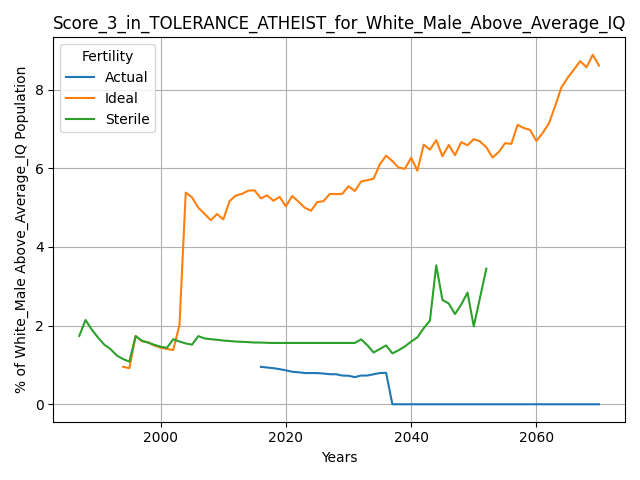 Score_3_in_TOLERANCE_ATHEIST_for_White_Male_Above_Average_IQ
% of White_Male Above_Average_IQ Population
8
6
4
2
0
Fertility
Actual
Ideal
Sterile
2000
2020
2040
2060
Years